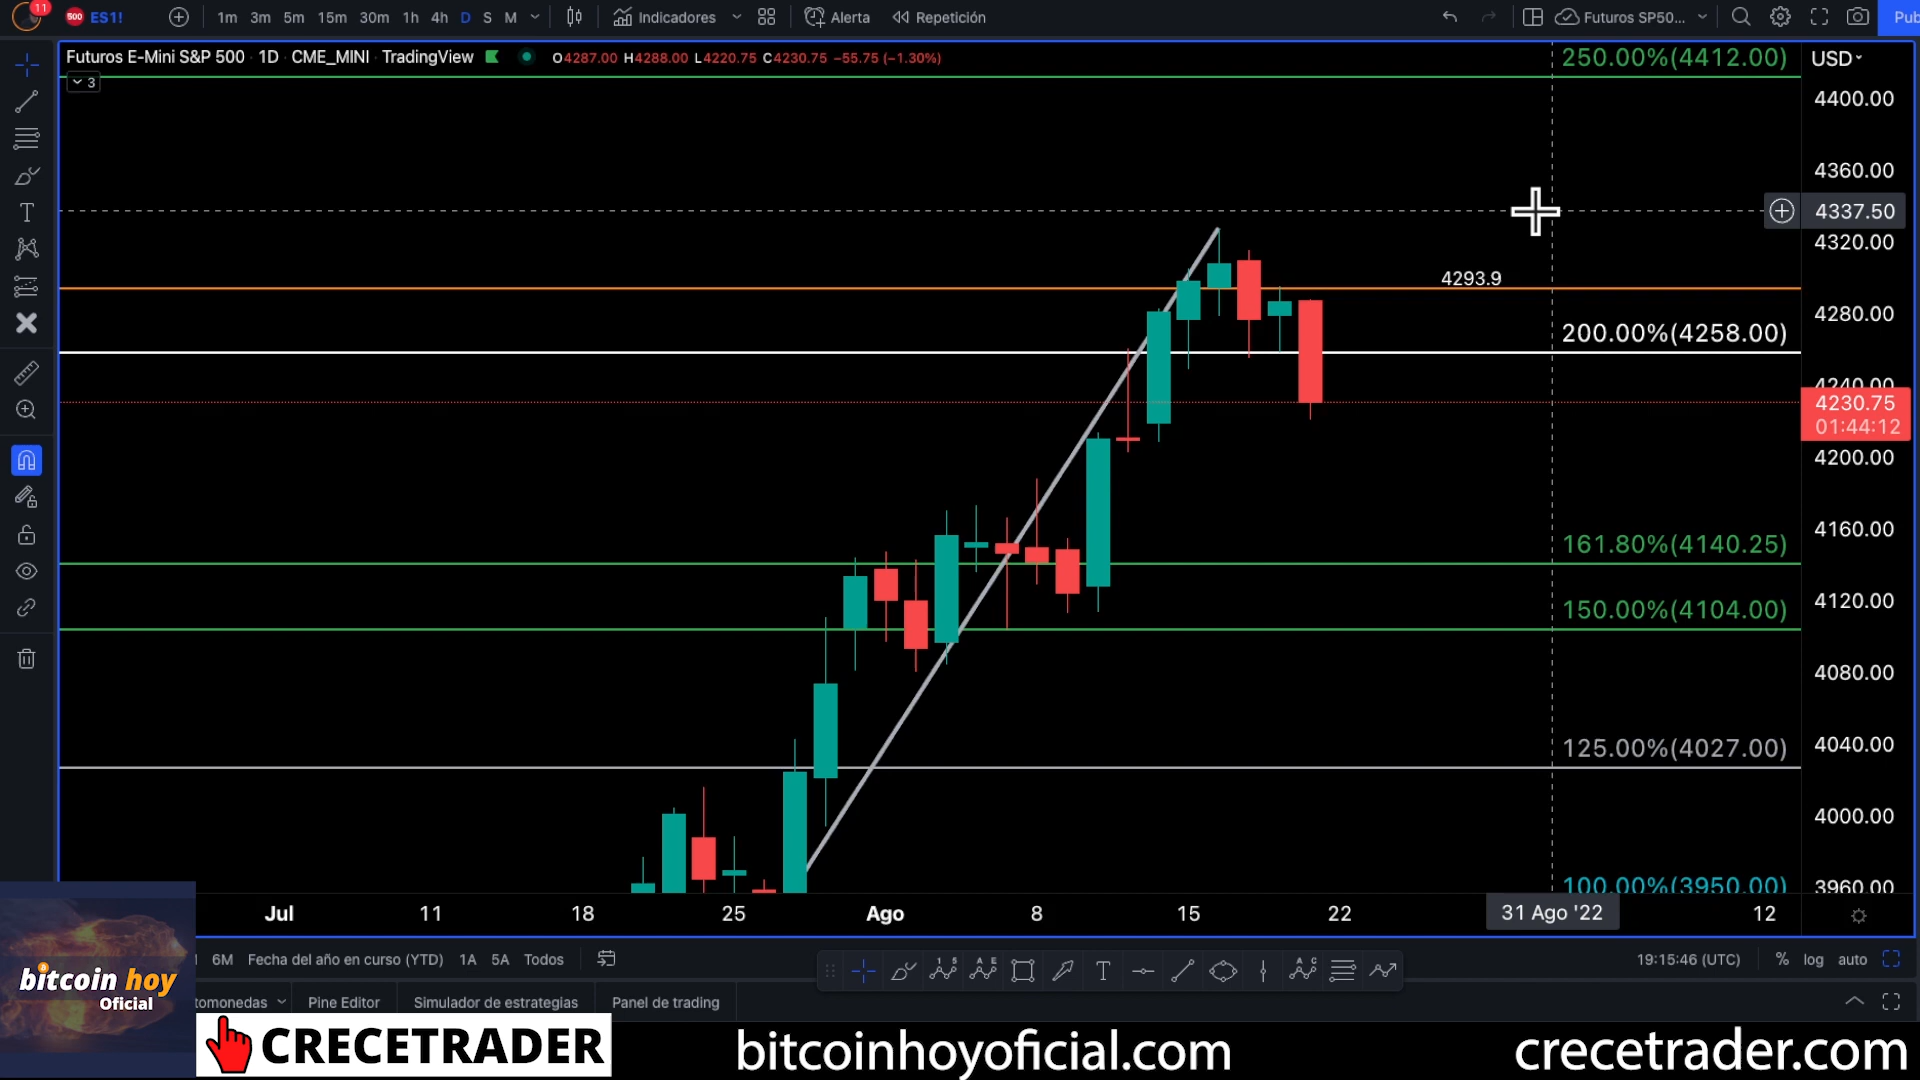 11
500 ES1! 1m 3m 5m 15m 30m 1h 4h D S M Indicadores Alerta Repetición Futuros SP50... Pub
Futuros E-Mini S&P 500 · 1D · CME_MINI · TradingView O4287.00 H4288.00 L4220.75 C4230.75 −55.75 (−1.30%)
3
250.00%(4412.00)
USD
4400.00
4360.00
4337.50
4320.00
4293.9
4280.00
200.00%(4258.00)
4240.00
4230.75
01:44:12
4200.00
4160.00
161.80%(4140.25)
150.00%(4104.00)
4120.00
4080.00
125.00%(4027.00)
4040.00
4000.00
100.00%(3950.00)
3960.00
Jul 11 18 25 Ago 8 15 22 31 Ago '22 12
6M Fecha del año en curso (YTD) 1A 5A Todos
19:15:46 (UTC) % log auto
tomonedas Pine Editor Simulador de estrategias Panel de trading
bitcoin hoy
Oficial
CRECETRADER
bitcoinhoyoficial.com
crecetrader.com